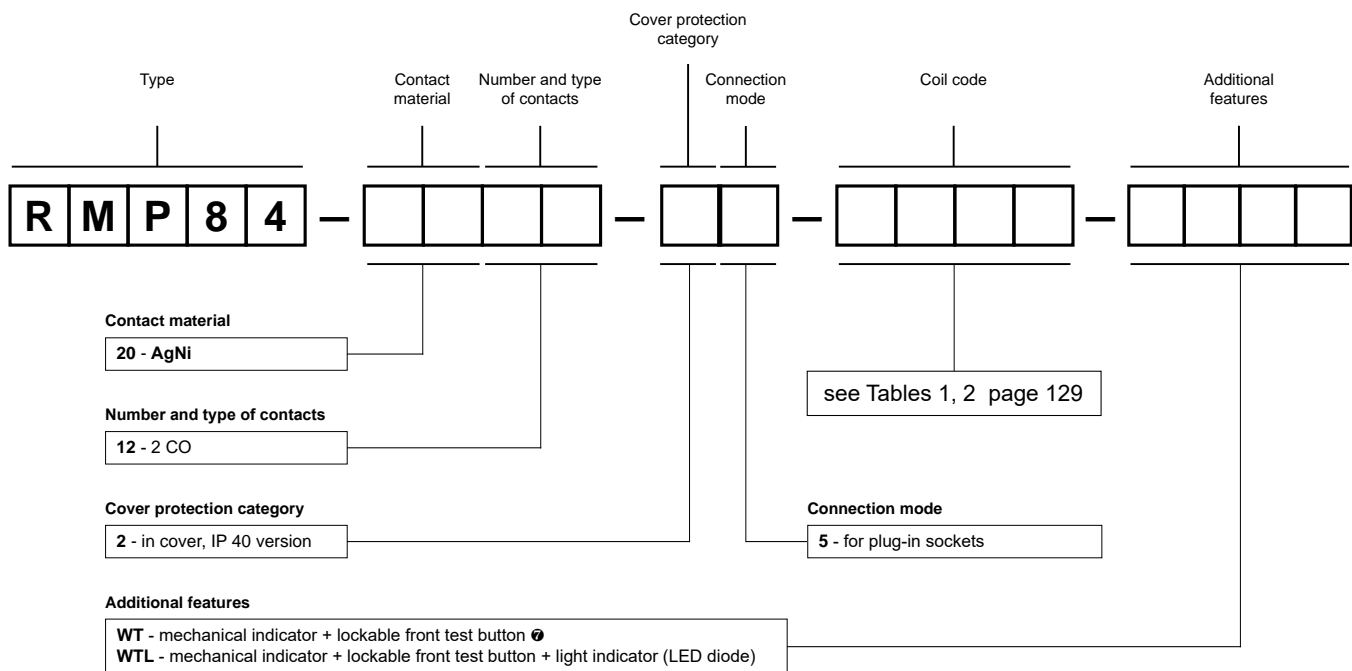 Cover protection
category
Type
Contact
material
Number and type
of contacts
Connection
mode
Coil code
Additional
features
R M P 8 4 – – – –
Contact material
20 - AgNi
see Tables 1, 2 page 129
Number and type of contacts
12 - 2 CO
Cover protection category
2 - in cover, IP 40 version
Connection mode
5 - for plug-in sockets
Additional features
WT - mechanical indicator + lockable front test button ❼
WTL - mechanical indicator + lockable front test button + light indicator (LED diode)